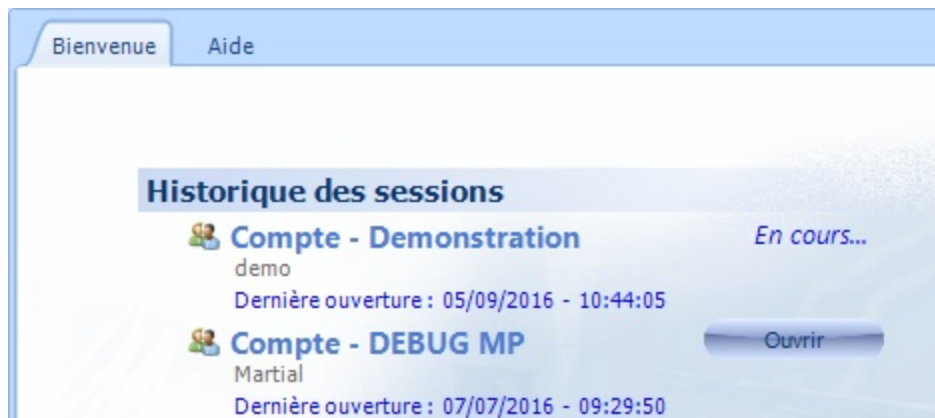 Bienvenue Aide
Historique des sessions
Compte - Demonstration En cours...
demo
Dernière ouverture : 05/09/2016 - 10:44:05
Compte - DEBUG MP Ouvrir
Martial
Dernière ouverture : 07/07/2016 - 09:29:50